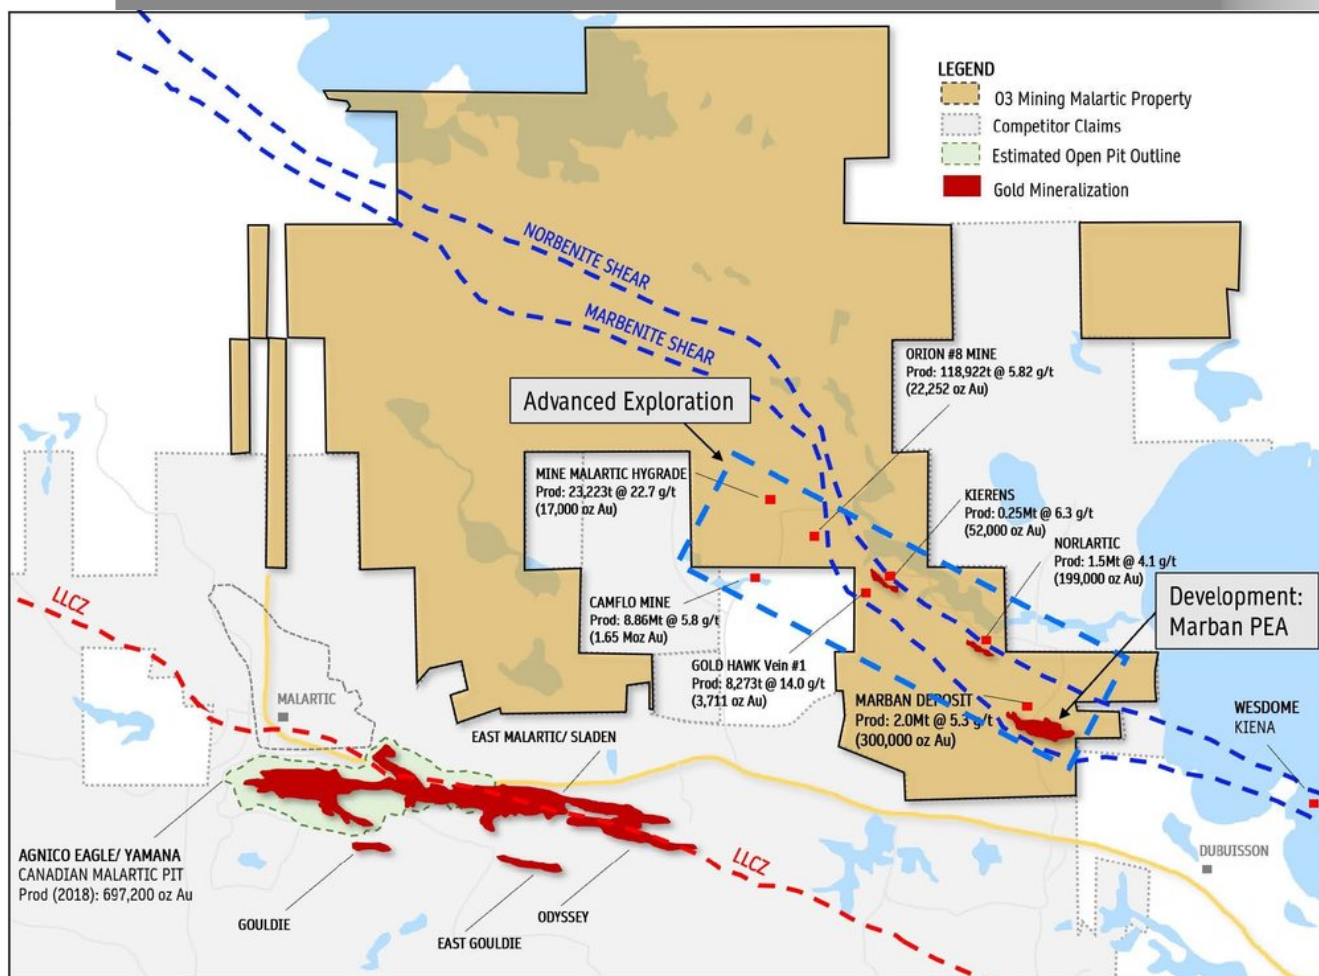 LEGEND
O3 Mining Malartic Property
Competitor Claims
Estimated Open Pit Outline
Gold Mineralization
NORBENITE SHEAR
MARBENITE SHEAR
ORION #8 MINE
Prod: 118,922t @ 5.82 g/t
(22,252 oz Au)
Advanced Exploration
MINE MALARTIC HYGRADE
Prod: 23,223t @ 22.7 g/t
(17,000 oz Au)
KIERENS
Prod: 0.25Mt @ 6.3 g/t
(52,000 oz Au)
NORLARTIC
Prod: 1.5Mt @ 4.1 g/t
(199,000 oz Au)
CAMFLO MINE
Prod: 8.86Mt @ 5.8 g/t
(1.65 Moz Au)
Development:
Marban PEA
LLCZ
GOLD HAWK Vein #1
Prod: 8,273t @ 14.0 g/t
(3,711 oz Au)
MALARTIC
MARBAN DEPOSIT
Prod: 2.0Mt @ 5.3 g/t
(300,000 oz Au)
WESDOME
KIENA
EAST MALARTIC/ SLADEN
AGNICO EAGLE/ YAMANA
CANADIAN MALARTIC PIT
Prod (2018): 697,200 oz Au
LLCZ
DUBUISSON
GOULDIE
EAST GOULDIE
ODYSSEY